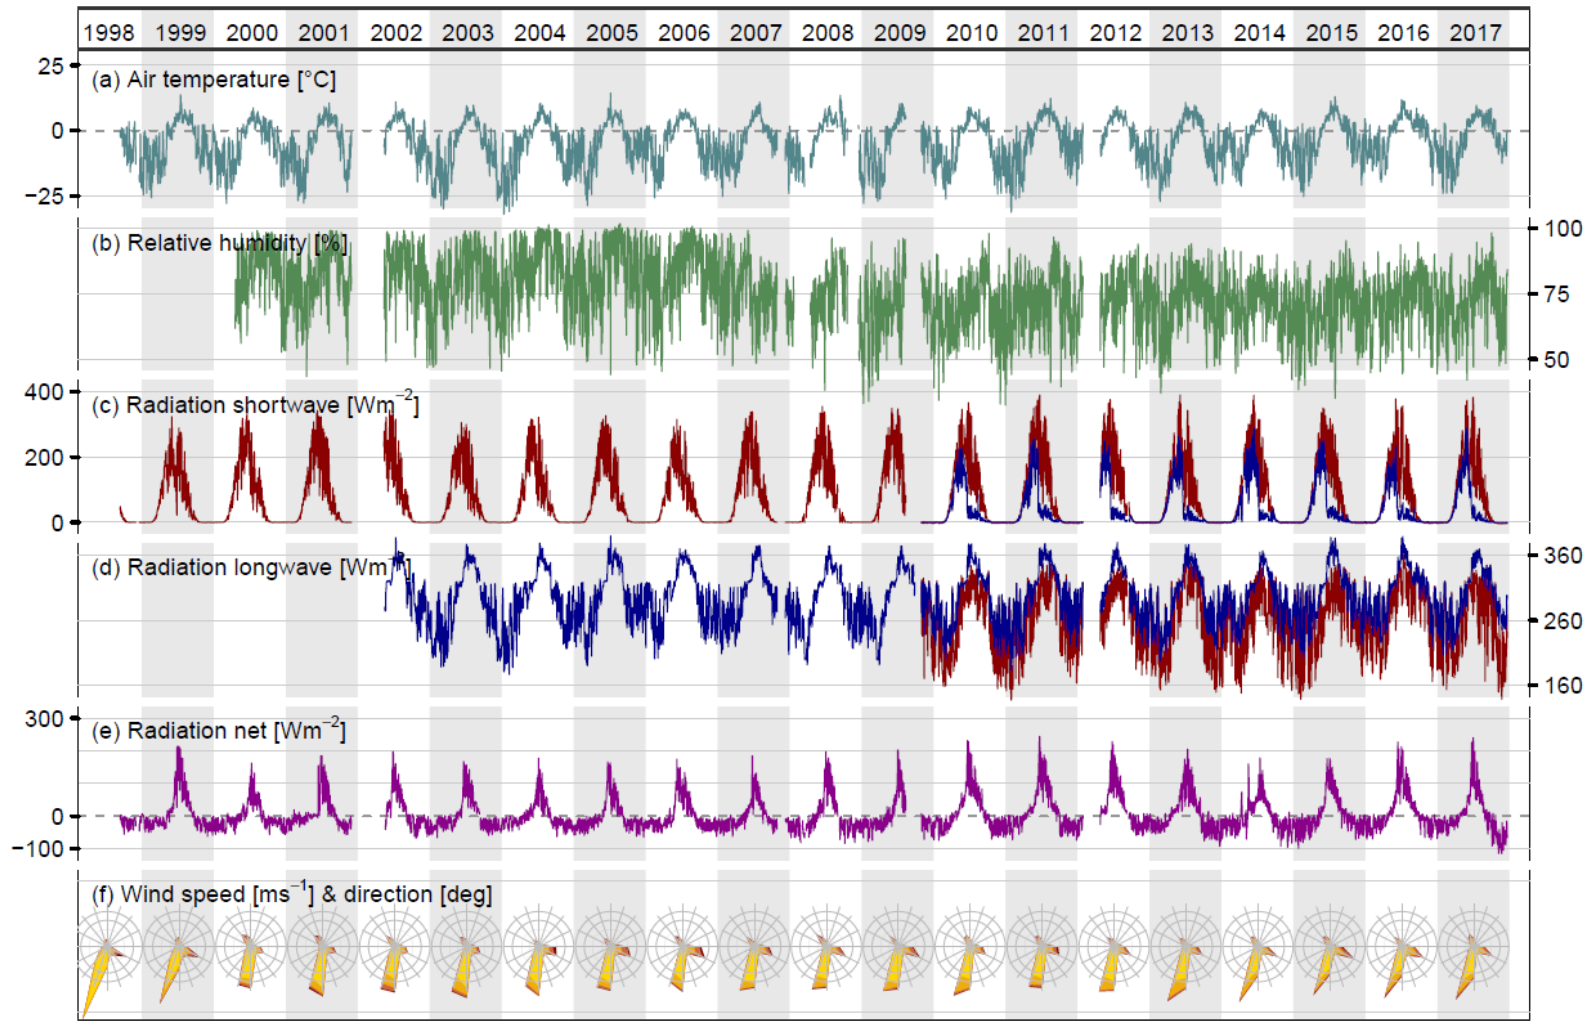 1998 1999 2000 2001 2002 2003 2004 2005 2006 2007 2008 2009 2010 2011 2012 2013 2014 2015 2016 2017
25
(a) Air temperature [°C]
0
−25
(b) Relative humidity [%]
100
75
50
400
(c) Radiation shortwave [Wm⁻²]
200
0
(d) Radiation longwave [Wm⁻²]
360
260
160
300
(e) Radiation net [Wm⁻²]
0
−100
(f) Wind speed [ms⁻¹] & direction [deg]